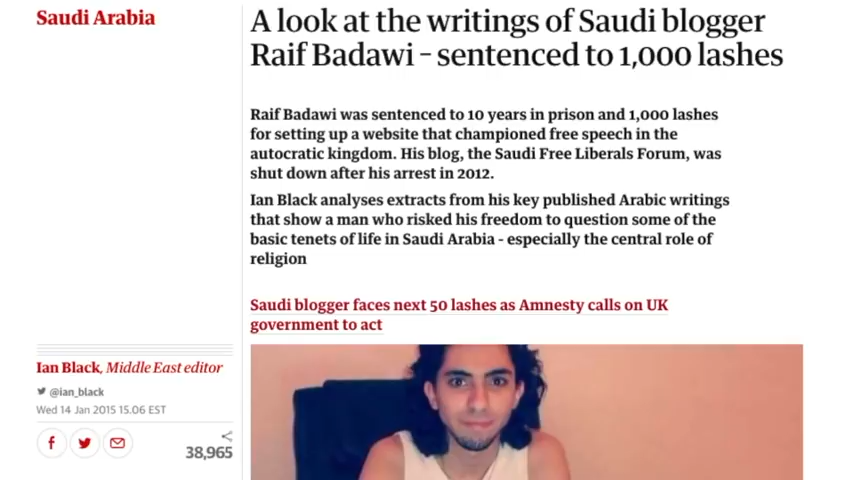 Saudi Arabia
A look at the writings of Saudi blogger
Raif Badawi – sentenced to 1,000 lashes
Raif Badawi was sentenced to 10 years in prison and 1,000 lashes
for setting up a website that championed free speech in the
autocratic kingdom. His blog, the Saudi Free Liberals Forum, was
shut down after his arrest in 2012.
Ian Black analyses extracts from his key published Arabic writings
that show a man who risked his freedom to question some of the
basic tenets of life in Saudi Arabia - especially the central role of
religion
Saudi blogger faces next 50 lashes as Amnesty calls on UK
government to act
Ian Black, Middle East editor
@ian_black
Wed 14 Jan 2015 15.06 EST
38,965